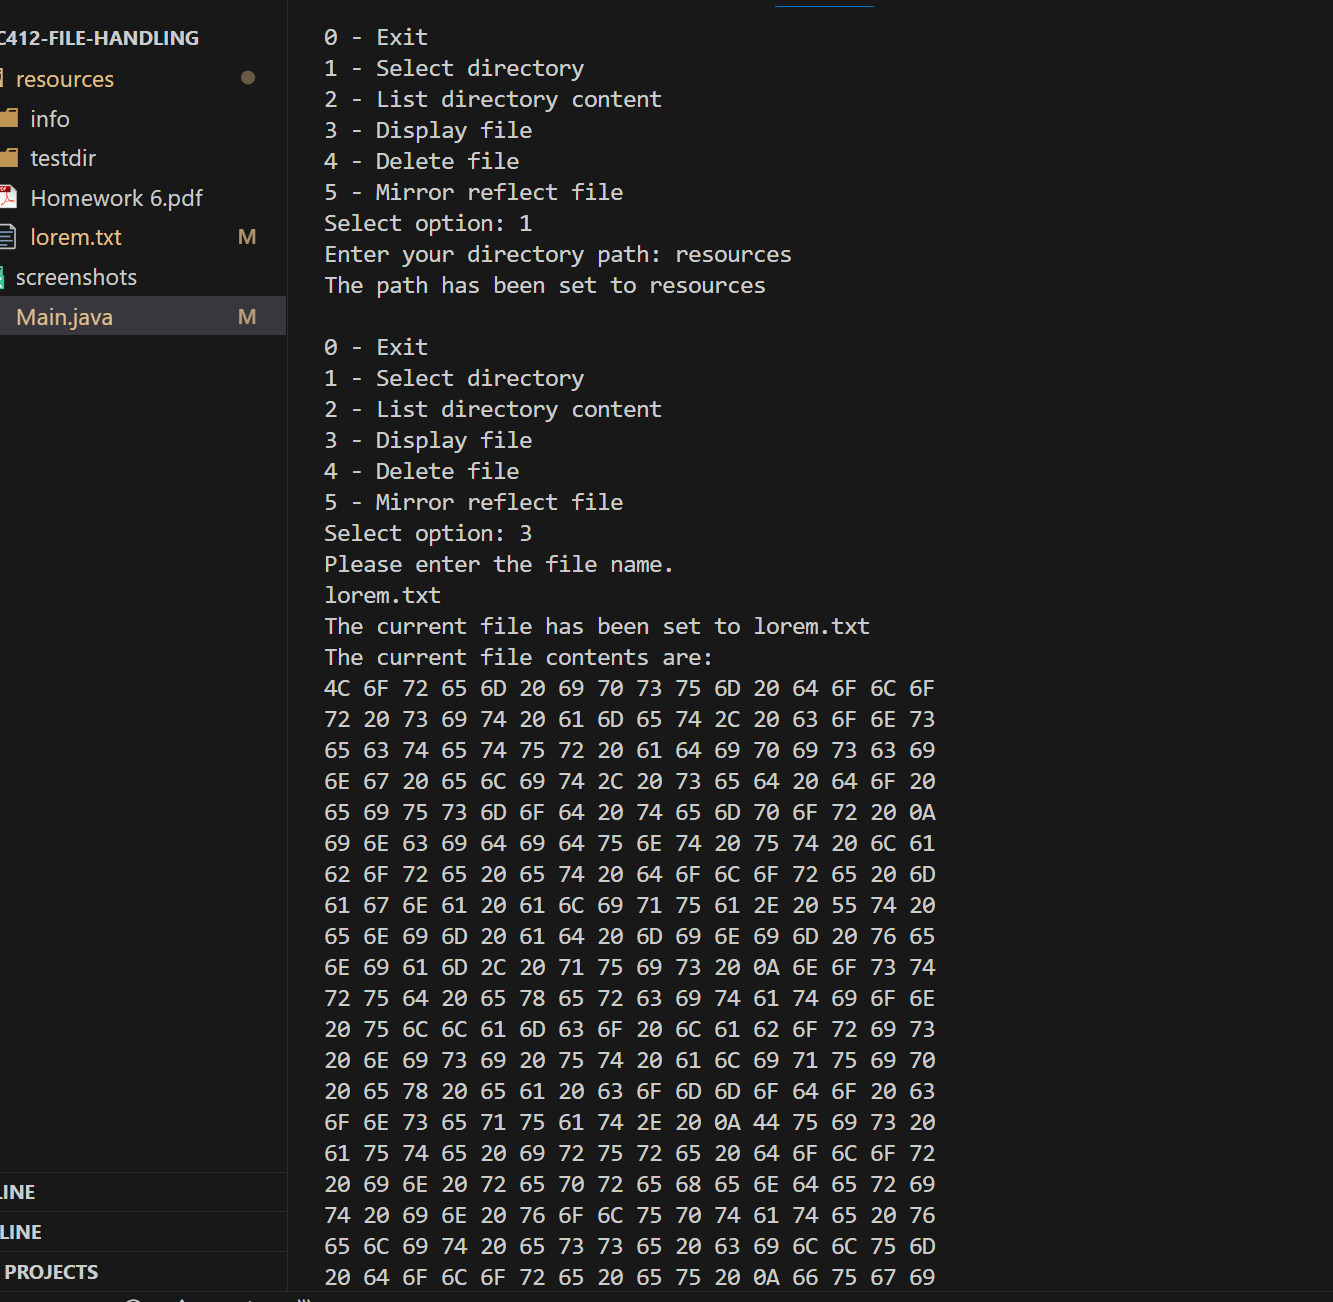 C412-FILE-HANDLING
resources
info
testdir
Homework 6.pdf
lorem.txt M
screenshots
Main.java M
LINE
LINE
PROJECTS
0 - Exit
1 - Select directory
2 - List directory content
3 - Display file
4 - Delete file
5 - Mirror reflect file
Select option: 1
Enter your directory path: resources
The path has been set to resources
0 - Exit
1 - Select directory
2 - List directory content
3 - Display file
4 - Delete file
5 - Mirror reflect file
Select option: 3
Please enter the file name.
lorem.txt
The current file has been set to lorem.txt
The current file contents are:
4C 6F 72 65 6D 20 69 70 73 75 6D 20 64 6F 6C 6F
72 20 73 69 74 20 61 6D 65 74 2C 20 63 6F 6E 73
65 63 74 65 74 75 72 20 61 64 69 70 69 73 63 69
6E 67 20 65 6C 69 74 2C 20 73 65 64 20 64 6F 20
65 69 75 73 6D 6F 64 20 74 65 6D 70 6F 72 20 0A
69 6E 63 69 64 69 64 75 6E 74 20 75 74 20 6C 61
62 6F 72 65 20 65 74 20 64 6F 6C 6F 72 65 20 6D
61 67 6E 61 20 61 6C 69 71 75 61 2E 20 55 74 20
65 6E 69 6D 20 61 64 20 6D 69 6E 69 6D 20 76 65
6E 69 61 6D 2C 20 71 75 69 73 20 0A 6E 6F 73 74
72 75 64 20 65 78 65 72 63 69 74 61 74 69 6F 6E
20 75 6C 6C 61 6D 63 6F 20 6C 61 62 6F 72 69 73
20 6E 69 73 69 20 75 74 20 61 6C 69 71 75 69 70
20 65 78 20 65 61 20 63 6F 6D 6D 6F 64 6F 20 63
6F 6E 73 65 71 75 61 74 2E 20 0A 44 75 69 73 20
61 75 74 65 20 69 72 75 72 65 20 64 6F 6C 6F 72
20 69 6E 20 72 65 70 72 65 68 65 6E 64 65 72 69
74 20 69 6E 20 76 6F 6C 75 70 74 61 74 65 20 76
65 6C 69 74 20 65 73 73 65 20 63 69 6C 6C 75 6D
20 64 6F 6C 6F 72 65 20 65 75 20 0A 66 75 67 69